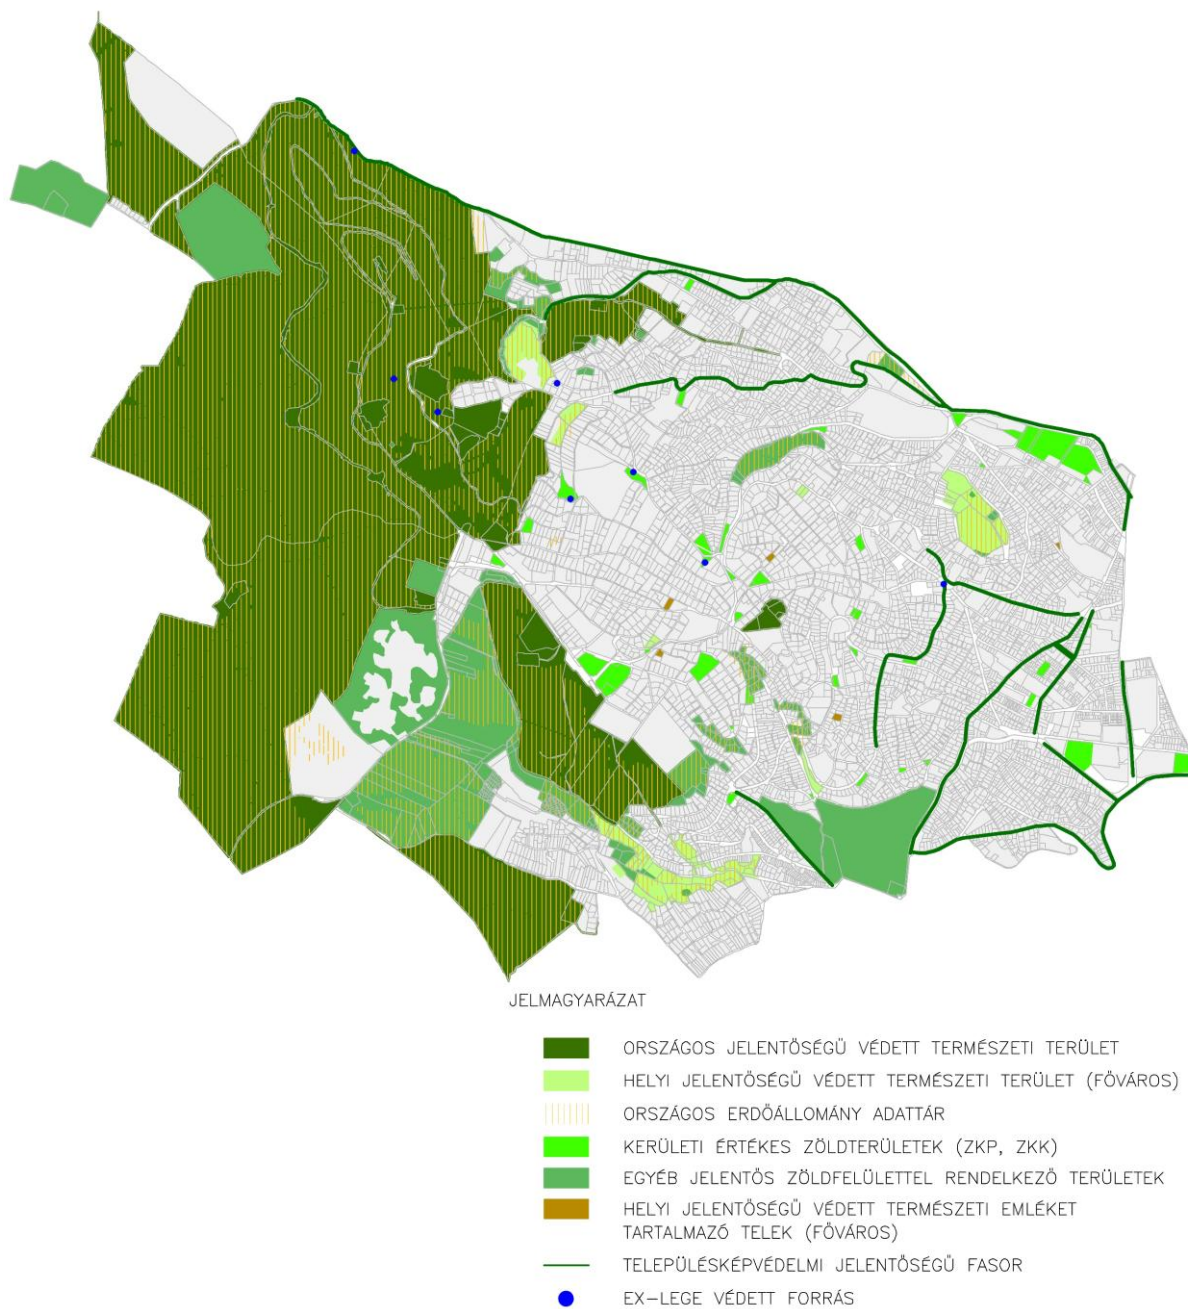 JELMAGYARÁZAT
ORSZÁGOS JELENTŐSÉGŰ VÉDETT TERMÉSZETI TERÜLET
HELYI JELENTŐSÉGŰ VÉDETT TERMÉSZETI TERÜLET (FŐVÁROS)
ORSZÁGOS ERDŐÁLLOMÁNY ADATTÁR
KERÜLETI ÉRTÉKES ZÖLDTERÜLETEK (ZKP, ZKK)
EGYÉB JELENTŐS ZÖLDFELÜLETTEL RENDELKEZŐ TERÜLETEK
HELYI JELENTŐSÉGŰ VÉDETT TERMÉSZETI EMLÉKET
TARTALMAZÓ TELEK (FŐVÁROS)
TELEPÜLÉSKÉPVÉDELMI JELENTŐSÉGŰ FASOR
EX-LEGE VÉDETT FORRÁS